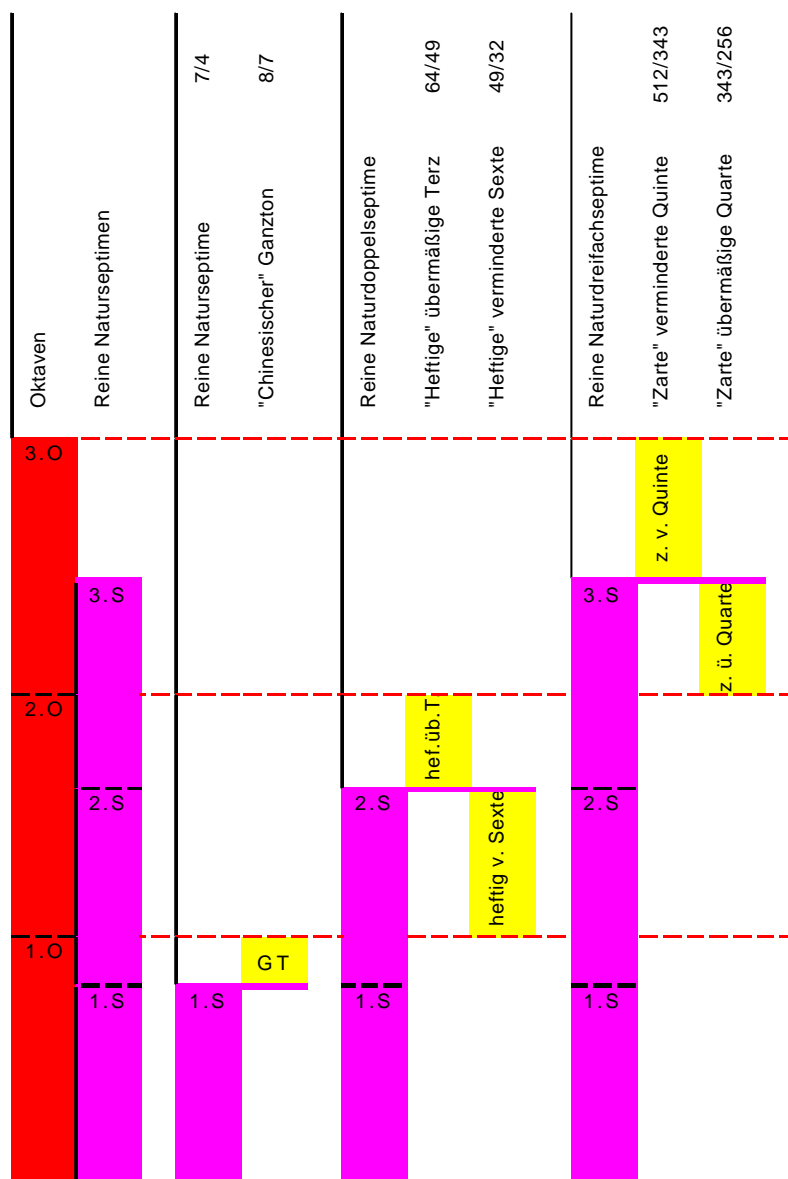 Oktaven
Reine Naturseptimen
Reine Naturseptime
7/4
"Chinesischer" Ganzton
8/7
Reine Naturdoppelseptime
"Heftige" übermäßige Terz
64/49
"Heftige" verminderte Sexte
49/32
Reine Naturdreifachseptime
"Zarte" verminderte Quinte
512/343
"Zarte" übermäßige Quarte
343/256
3.O
z. v. Quinte
3.S
3.S
z. ü. Quarte
2.O
hef.üb.T.
2.S
2.S
heftig v. Sexte
2.S
1.O
GT
1.S
1.S
1.S
1.S